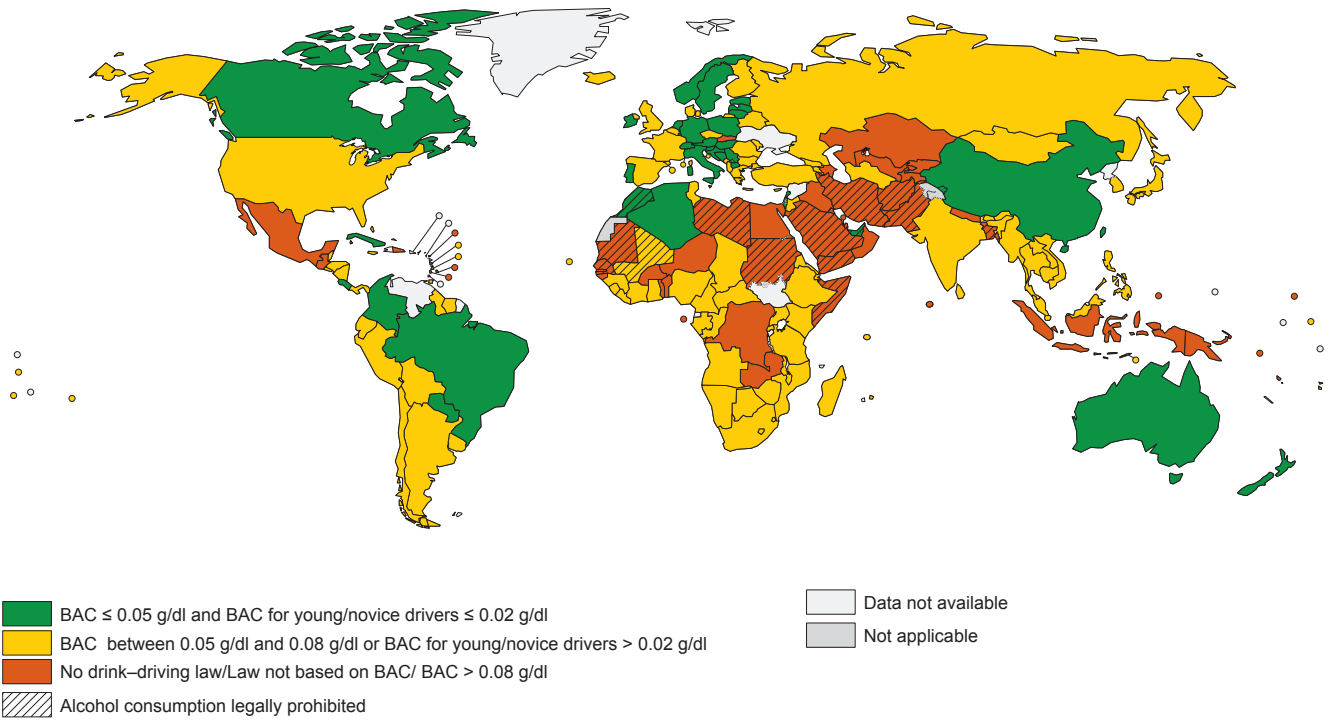 BAC ≤ 0.05 g/dl and BAC for young/novice drivers ≤ 0.02 g/dl
BAC  between 0.05 g/dl and 0.08 g/dl or BAC for young/novice drivers > 0.02 g/dl
No drink–driving law/Law not based on BAC/ BAC > 0.08 g/dl
Alcohol consumption legally prohibited
Data not available
Not applicable